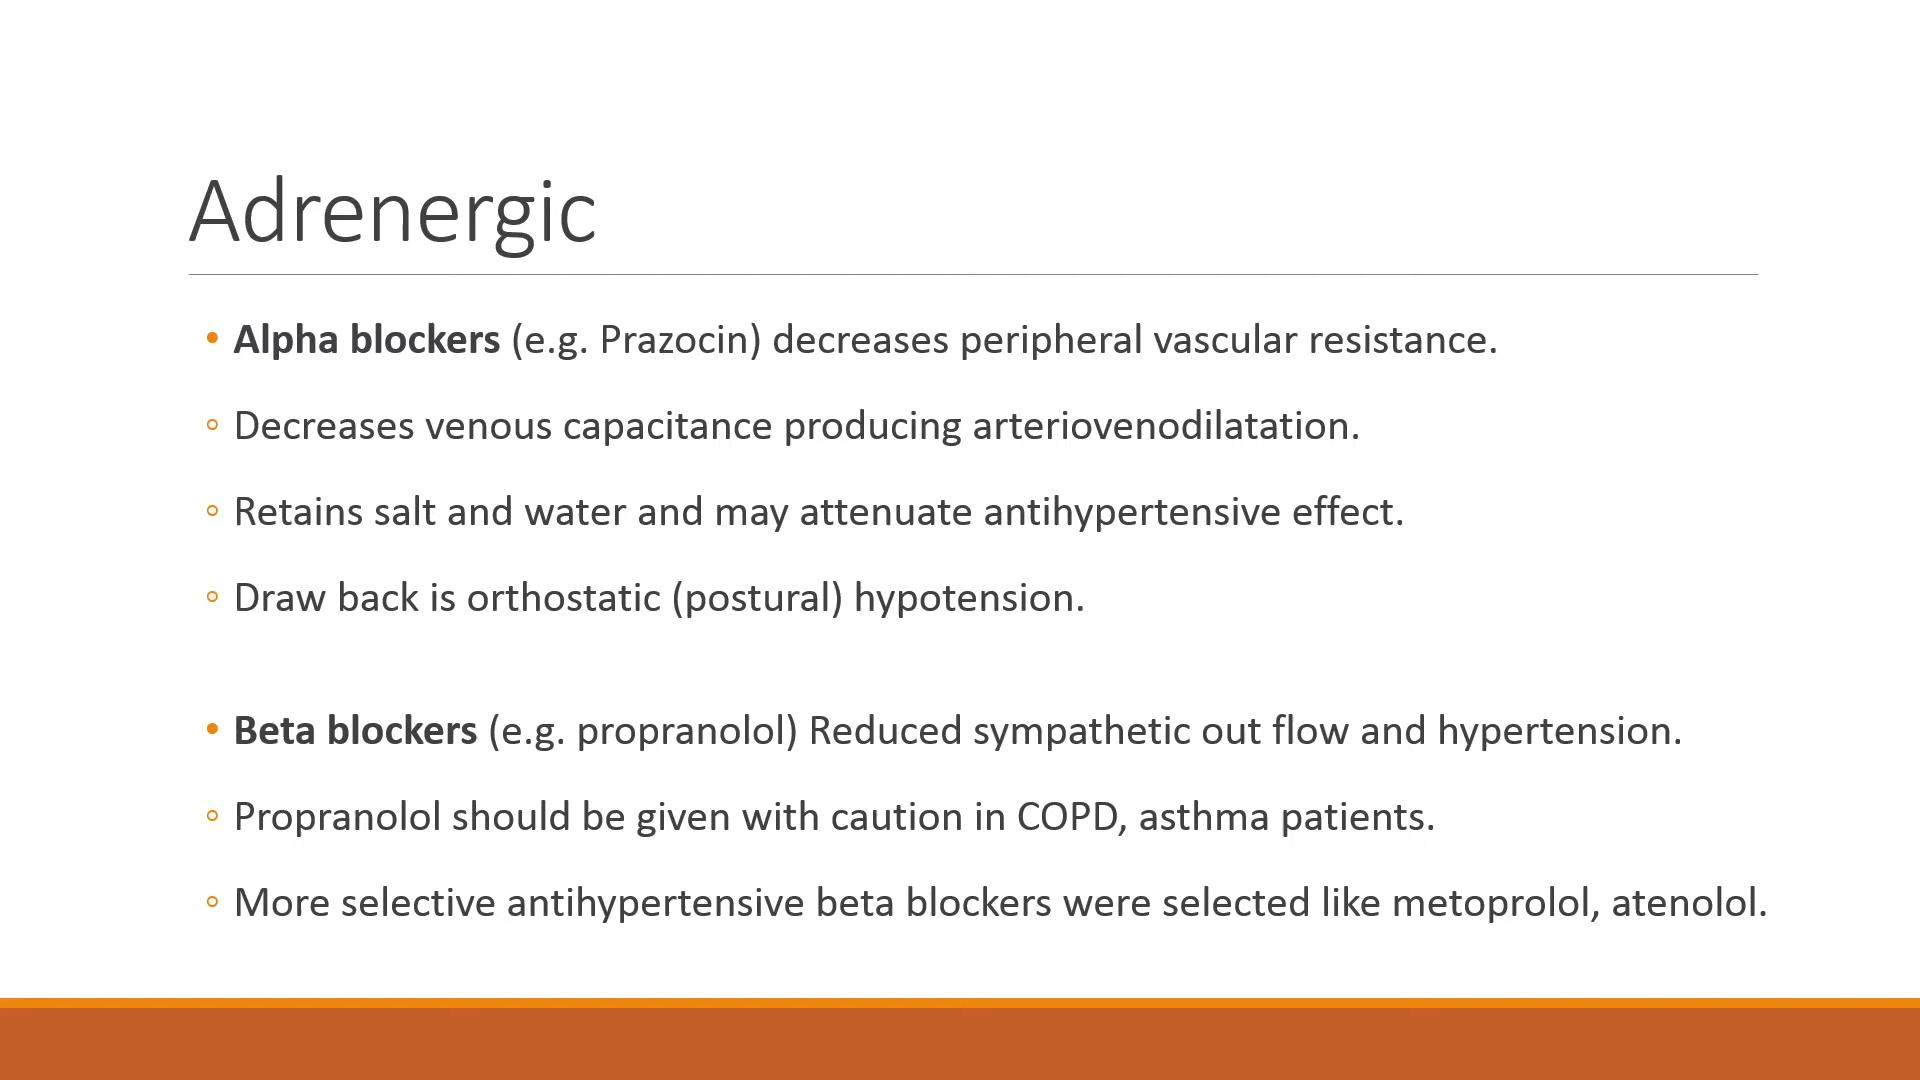 Adrenergic
• Alpha blockers (e.g. Prazocin) decreases peripheral vascular resistance.
◦ Decreases venous capacitance producing arteriovenodilatation.
◦ Retains salt and water and may attenuate antihypertensive effect.
◦ Draw back is orthostatic (postural) hypotension.
• Beta blockers (e.g. propranolol) Reduced sympathetic out flow and hypertension.
◦ Propranolol should be given with caution in COPD, asthma patients.
◦ More selective antihypertensive beta blockers were selected like metoprolol, atenolol.